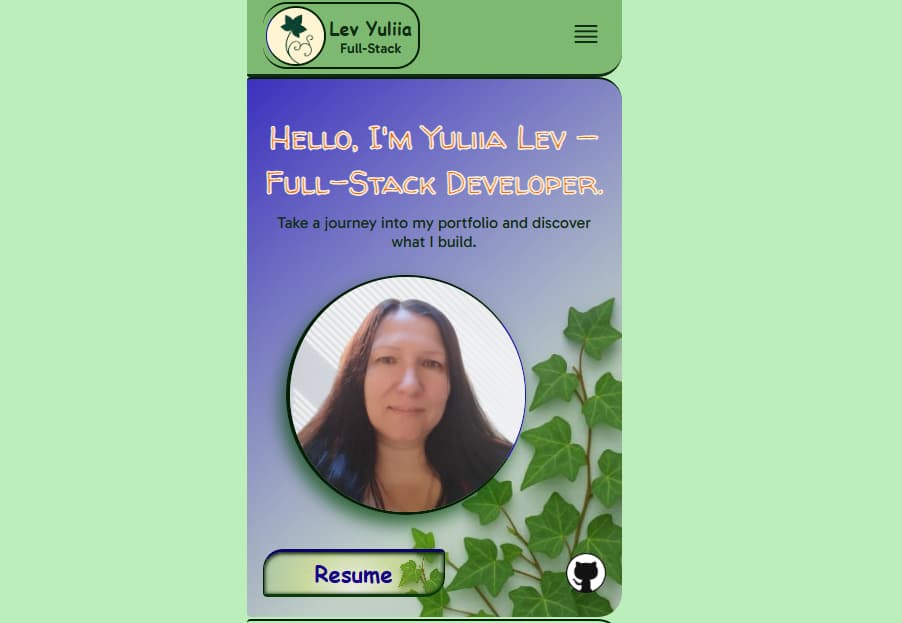 Lev Yuliia
Full-Stack
Hello, I'm Yuliia Lev –
Full-Stack Developer.
Take a journey into my portfolio and discover
what I build.
Resume